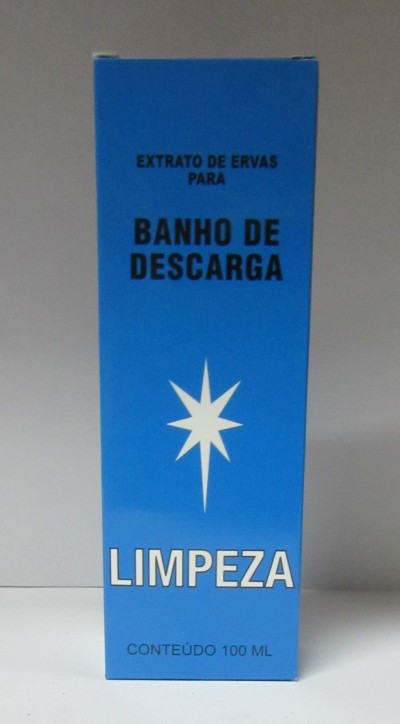 EXTRATO DE ERVAS
PARA
BANHO DE
DESCARGA
LIMPEZA
CONTEÚDO 100 ML